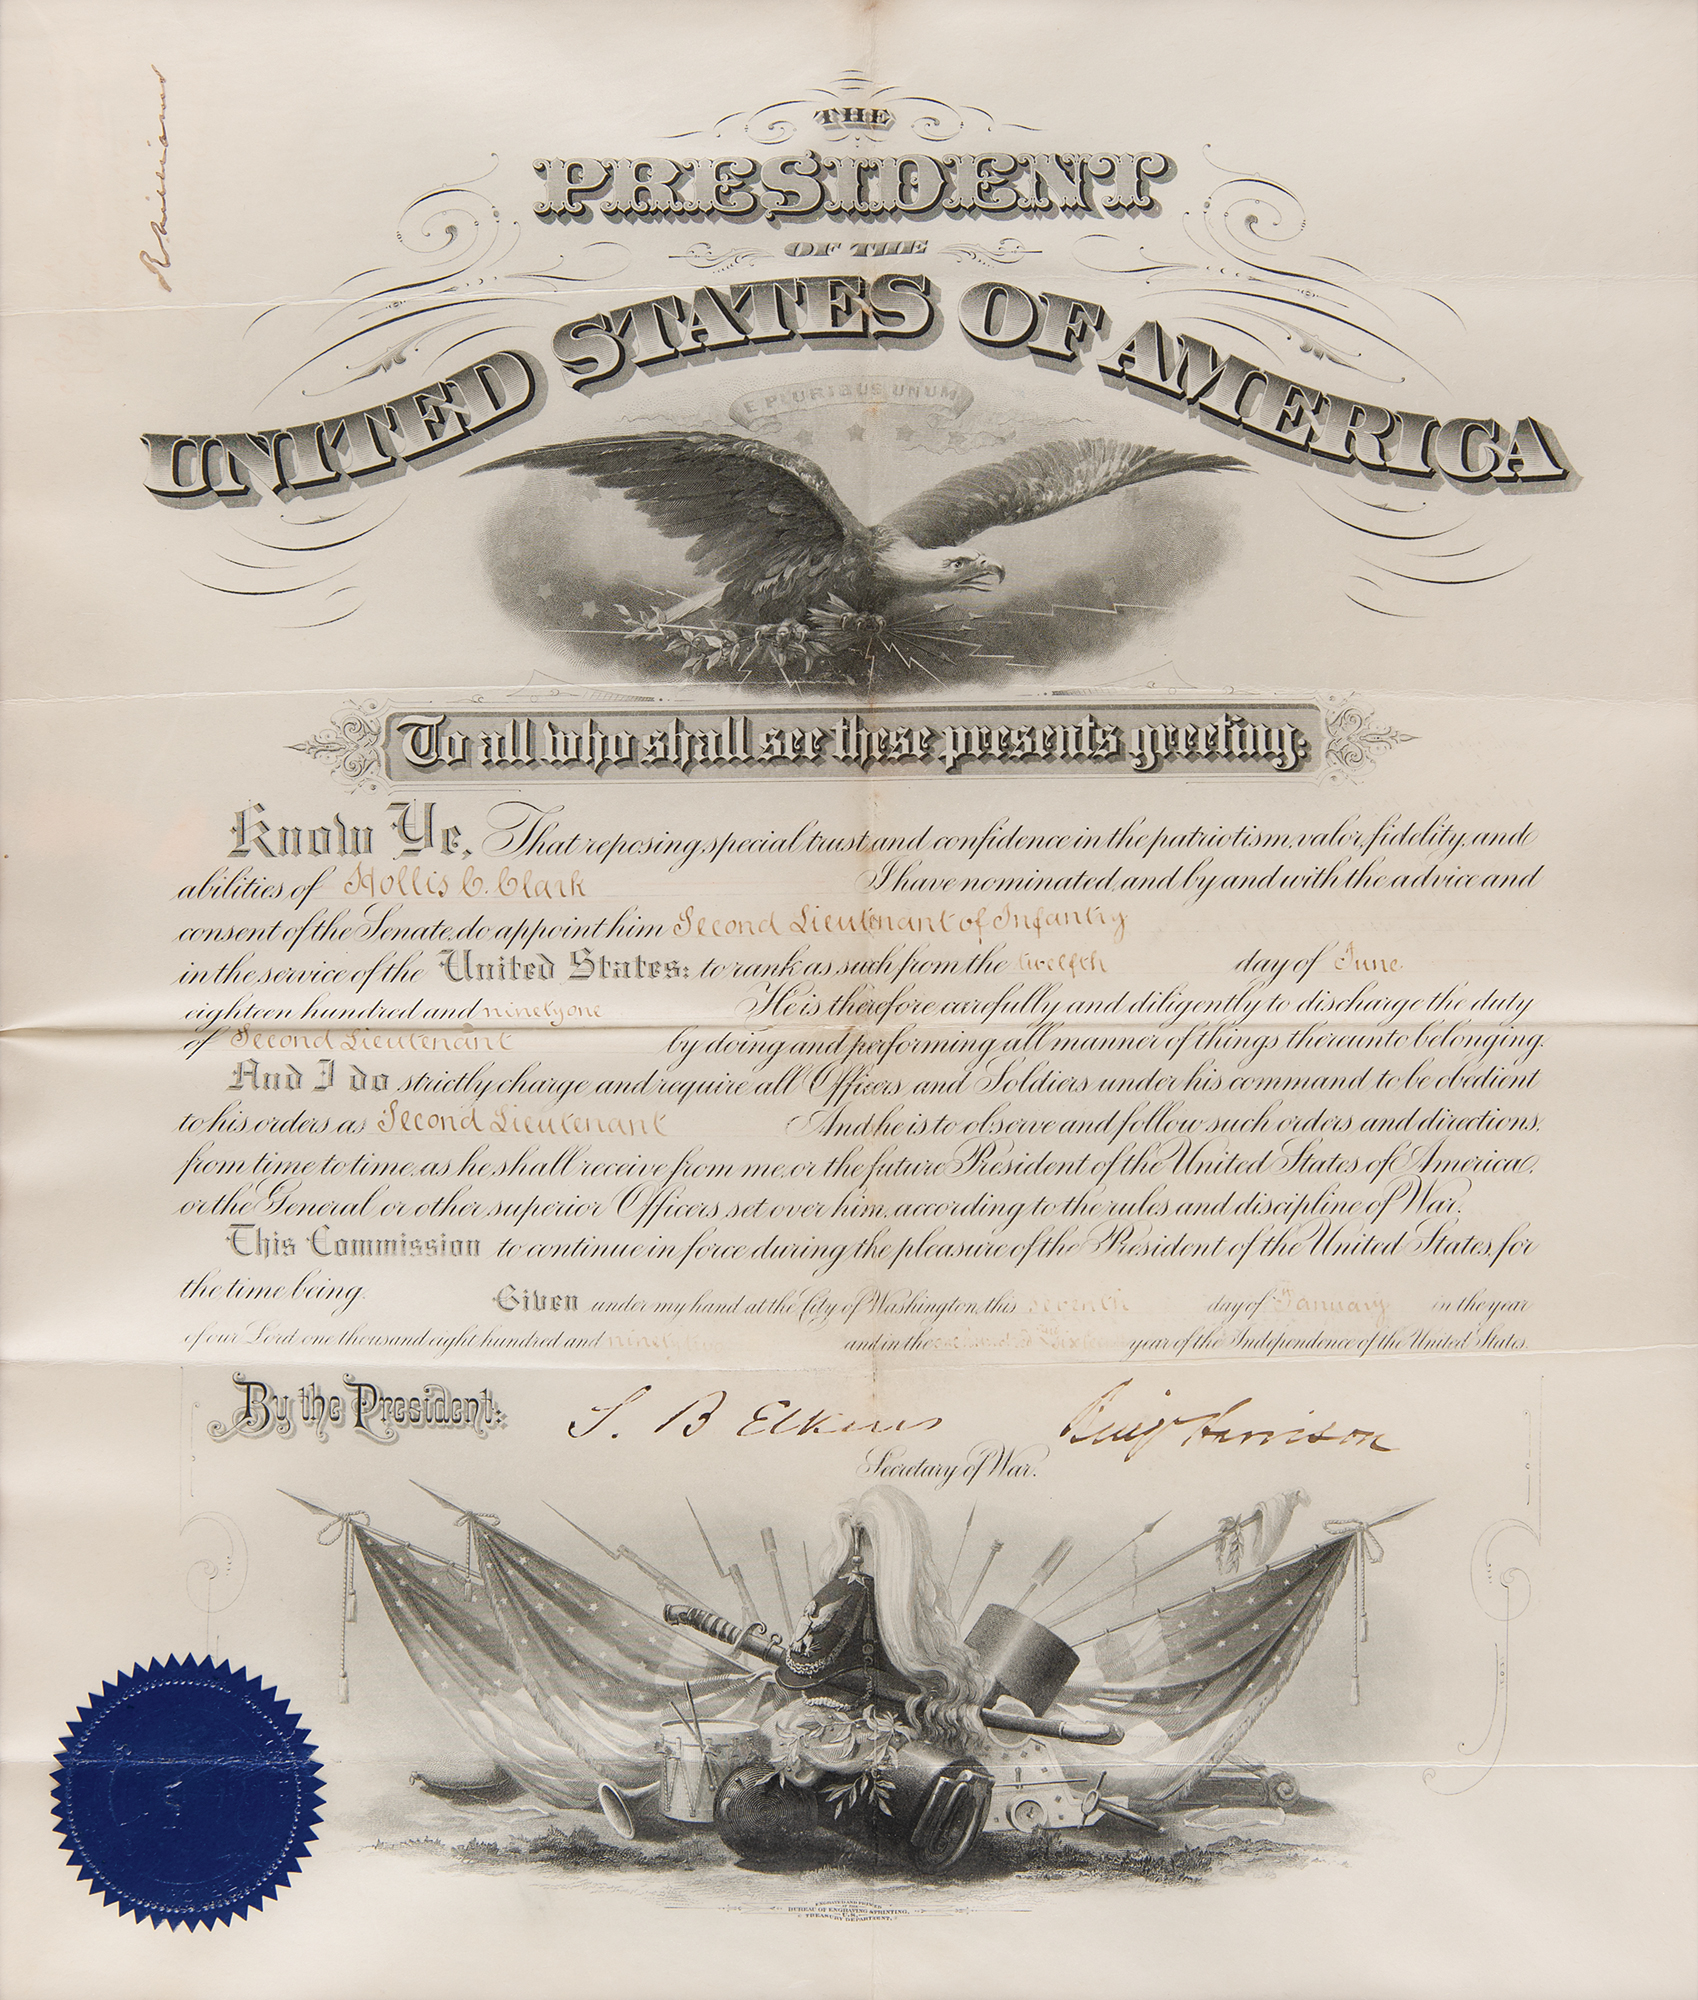 THE
PRESIDENT
OF THE
UNITED STATES OF AMERICA
E PLURIBUS UNUM
To all who shall see these presents greeting:
Know Ye, That reposing special trust and confidence in the patriotism, valor, fidelity, and
abilities of Hollis C. Clark I have nominated, and by and with the advice and
consent of the Senate, do appoint him Second Lieutenant of Infantry
in the service of the United States: to rank as such from the twelfth day of June
eighteen hundred and ninety one He is therefore carefully and diligently to discharge the duty
of Second Lieutenant by doing and performing all manner of things thereunto belonging.
And I do strictly charge and require all Officers and Soldiers under his command to be obedient
to his orders as Second Lieutenant And he is to observe and follow such orders and directions,
from time to time, as he shall receive from me, or the future President of the United States of America,
or the General or other superior Officers set over him, according to the rules and discipline of War.
This Commission to continue in force during the pleasure of the President of the United States, for
the time being.
Given under my hand at the City of Washington, this seventh day of January in the year
of our Lord one thousand eight hundred and and in the year of the Independence of the United States.
By the President: S. B. Elkins Benj Harrison
Secretary of War.
ENGRAVED AND PRINTED
AT THE
BUREAU OF ENGRAVING & PRINTING,
U.S.
TREASURY DEPARTMENT.